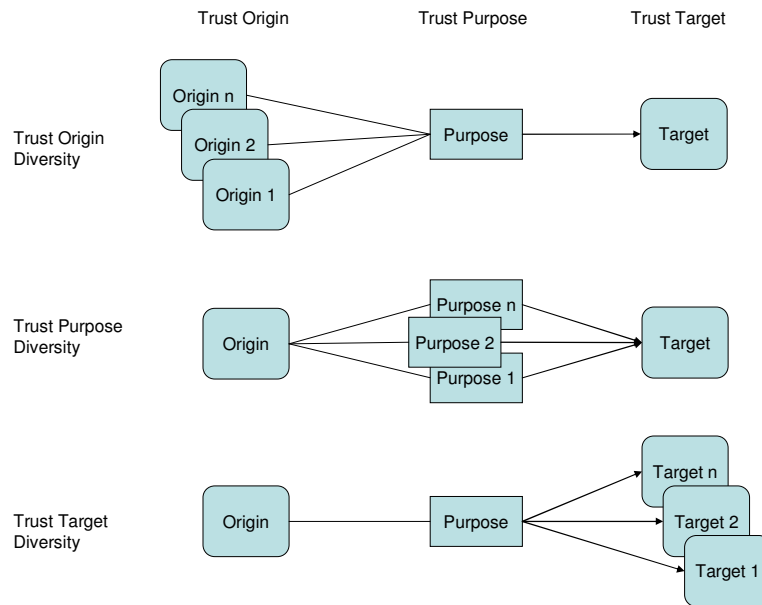 Trust Origin
Trust Purpose
Trust Target
Trust Origin
Diversity
Origin n
Origin 2
Origin 1
Purpose
Target
Trust Purpose
Diversity
Origin
Purpose n
Purpose 2
Purpose 1
Target
Trust Target
Diversity
Origin
Purpose
Target n
Target 2
Target 1